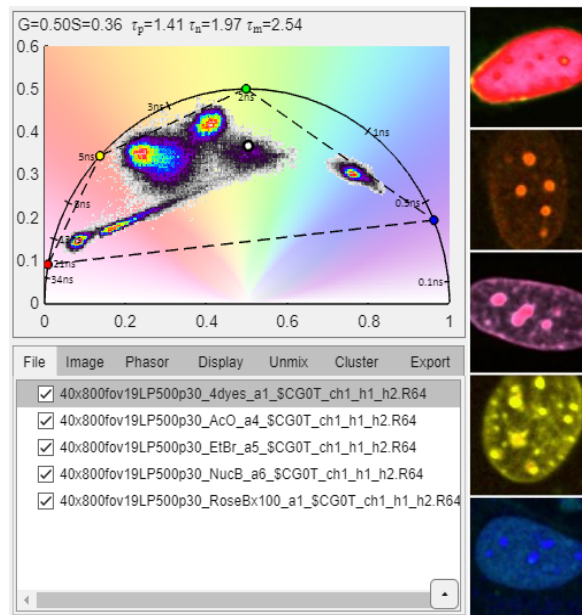 G=0.50S=0.36 τp=1.41 τn=1.97 τm=2.54
0.6
0.5
0.4
0.3
0.2
0.1
0
3ns
2ns
1ns
5ns
8ns
0.5ns
21ns
34ns
0.1ns
0 0.2 0.4 0.6 0.8 1
File Image Phasor Display Unmix Cluster Export
40x800fov19LP500p30_4dyes_a1_$CG0T_ch1_h1_h2.R64
40x800fov19LP500p30_AcO_a4_$CG0T_ch1_h1_h2.R64
40x800fov19LP500p30_EtBr_a5_$CG0T_ch1_h1_h2.R64
40x800fov19LP500p30_NucB_a6_$CG0T_ch1_h1_h2.R64
40x800fov19LP500p30_RoseBx100_a1_$CG0T_ch1_h1_h2.R64